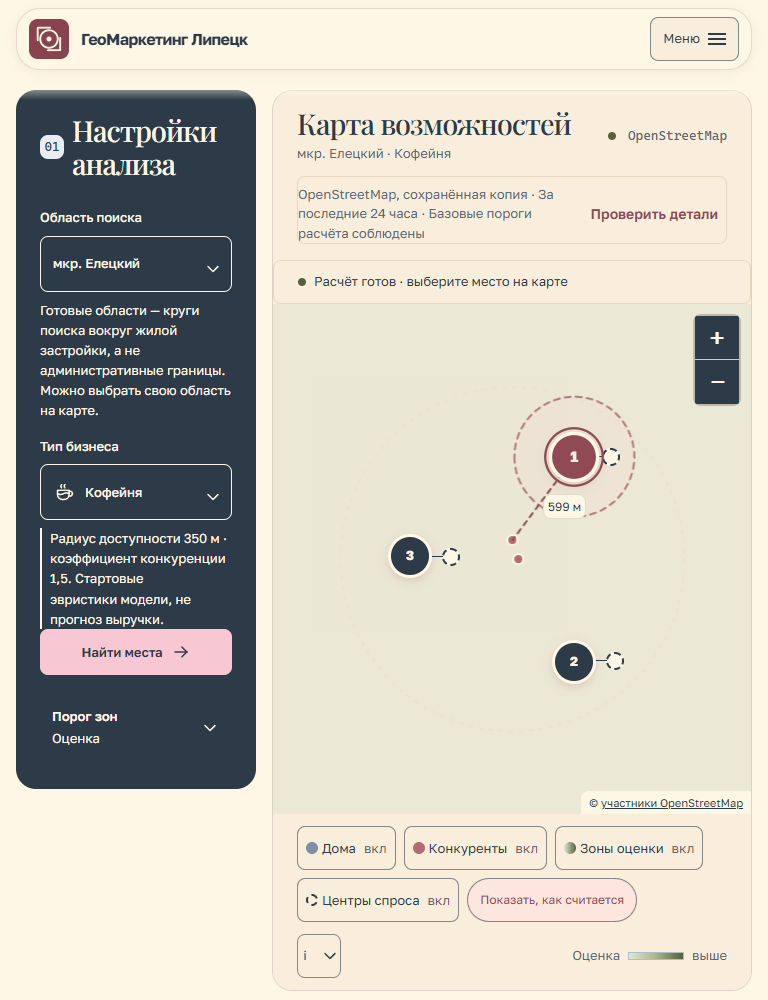 ГеоМаркетинг Липецк
Меню
01
Настройки
анализа
Область поиска
мкр. Елецкий
Готовые области — круги
поиска вокруг жилой
застройки, а не
административные границы.
Можно выбрать свою область
на карте.
Тип бизнеса
Кофейня
Радиус доступности 350 м ·
коэффициент конкуренции
1,5. Стартовые
эвристики модели, не
прогноз выручки.
Найти места
Порог зон
Оценка
Карта возможностей
мкр. Елецкий · Кофейня
OpenStreetMap
OpenStreetMap, сохранённая копия · За
последние 24 часа · Базовые пороги
расчёта соблюдены
Проверить детали
Расчёт готов · выберите место на карте
+
−
1
599 м
3
2
© участники OpenStreetMap
Дома вкл
Конкуренты вкл
Зоны оценки вкл
Центры спроса вкл
Показать, как считается
i
Оценка
выше